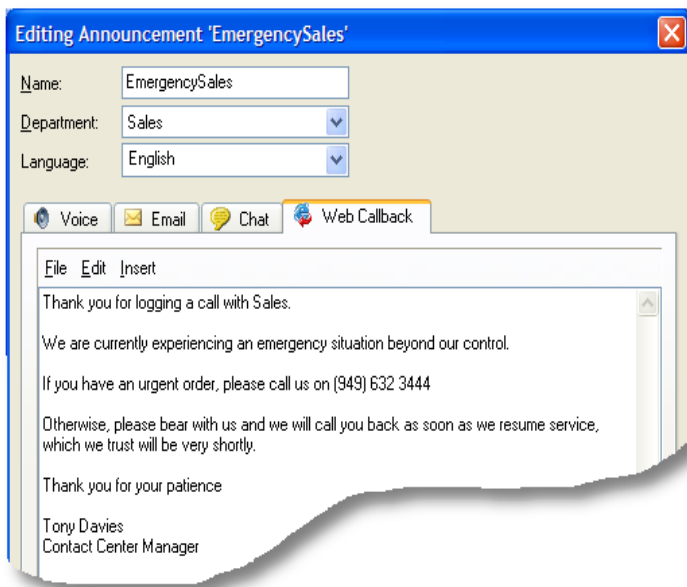 Editing Announcement 'EmergencySales'
Name: EmergencySales
Department: Sales
Language: English
Voice Email Chat Web Callback
File Edit Insert
Thank you for logging a call with Sales.
We are currently experiencing an emergency situation beyond our control.
If you have an urgent order, please call us on (949) 632 3444
Otherwise, please bear with us and we will call you back as soon as we resume service,
which we trust will be very shortly.
Thank you for your patience
Tony Davies
Contact Center Manager